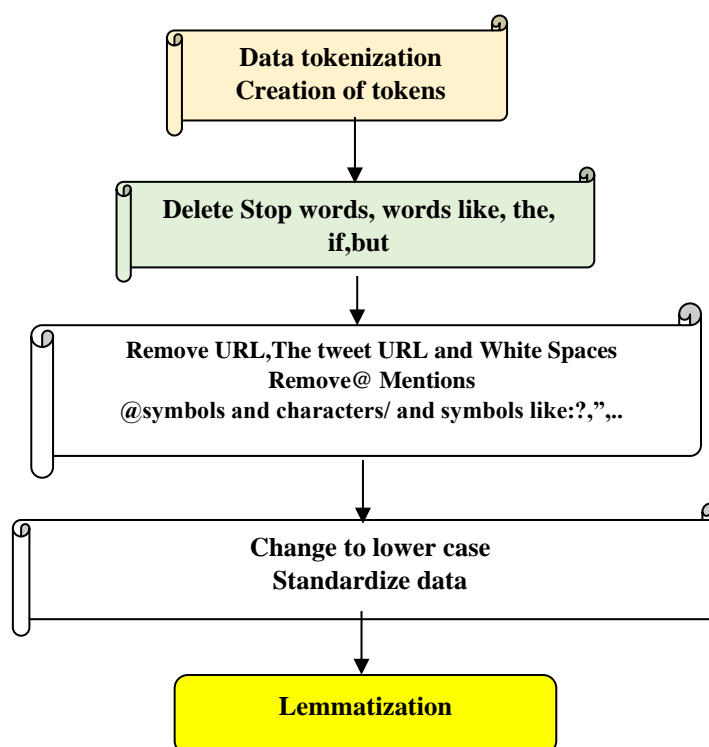 Data tokenization
Creation of tokens
Delete Stop words, words like, the,
if,but
Remove URL,The tweet URL and White Spaces
Remove@ Mentions
@symbols and characters/ and symbols like:?,”,..
Change to lower case
Standardize data
Lemmatization